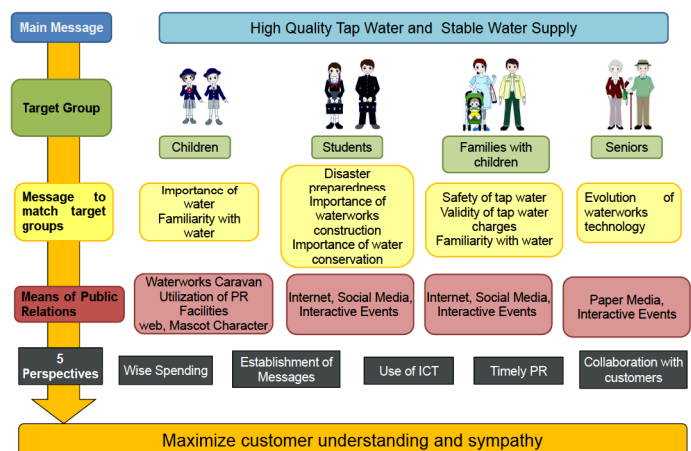 Main Message
High Quality Tap Water and Stable Water Supply
Target Group
Children
Students
Families with
children
Seniors
Message to
match target
groups
Importance of
water
Familiarity with
water
Disaster
preparedness
Importance of
waterworks
construction
Importance of water
conservation
Safety of tap water
Validity of tap water
charges
Familiarity with water
Evolution of
waterworks
technology
Means of Public
Relations
Waterworks Caravan
Utilization of PR
Facilities
web, Mascot Character
Internet, Social Media,
Interactive Events
Internet, Social Media,
Interactive Events
Paper Media,
Interactive Events
5
Perspectives
Wise Spending
Establishment of
Messages
Use of ICT
Timely PR
Collaboration with
customers
Maximize customer understanding and sympathy